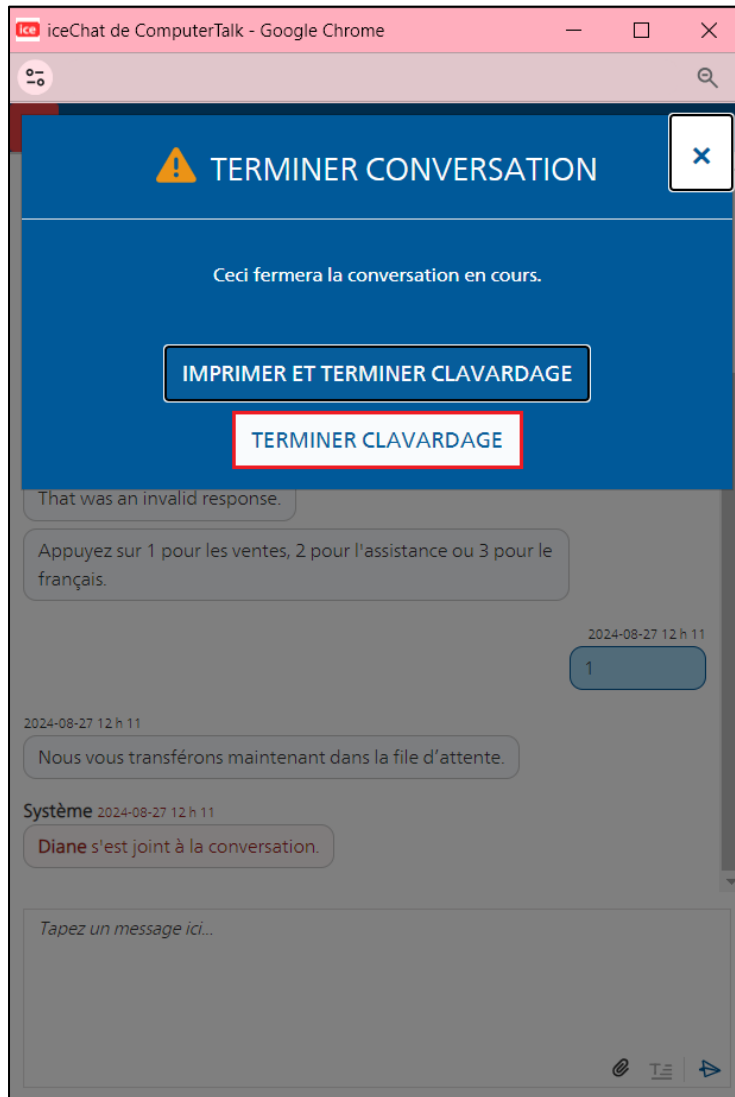 ice iceChat de ComputerTalk - Google Chrome
TERMINER CONVERSATION
Ceci fermera la conversation en cours.
IMPRIMER ET TERMINER CLAVARDAGE
TERMINER CLAVARDAGE
That was an invalid response.
Appuyez sur 1 pour les ventes, 2 pour l'assistance ou 3 pour le
français.
2024-08-27 12 h 11
1
2024-08-27 12 h 11
Nous vous transférons maintenant dans la file d’attente.
Système 2024-08-27 12 h 11
Diane s'est joint à la conversation.
Tapez un message ici...